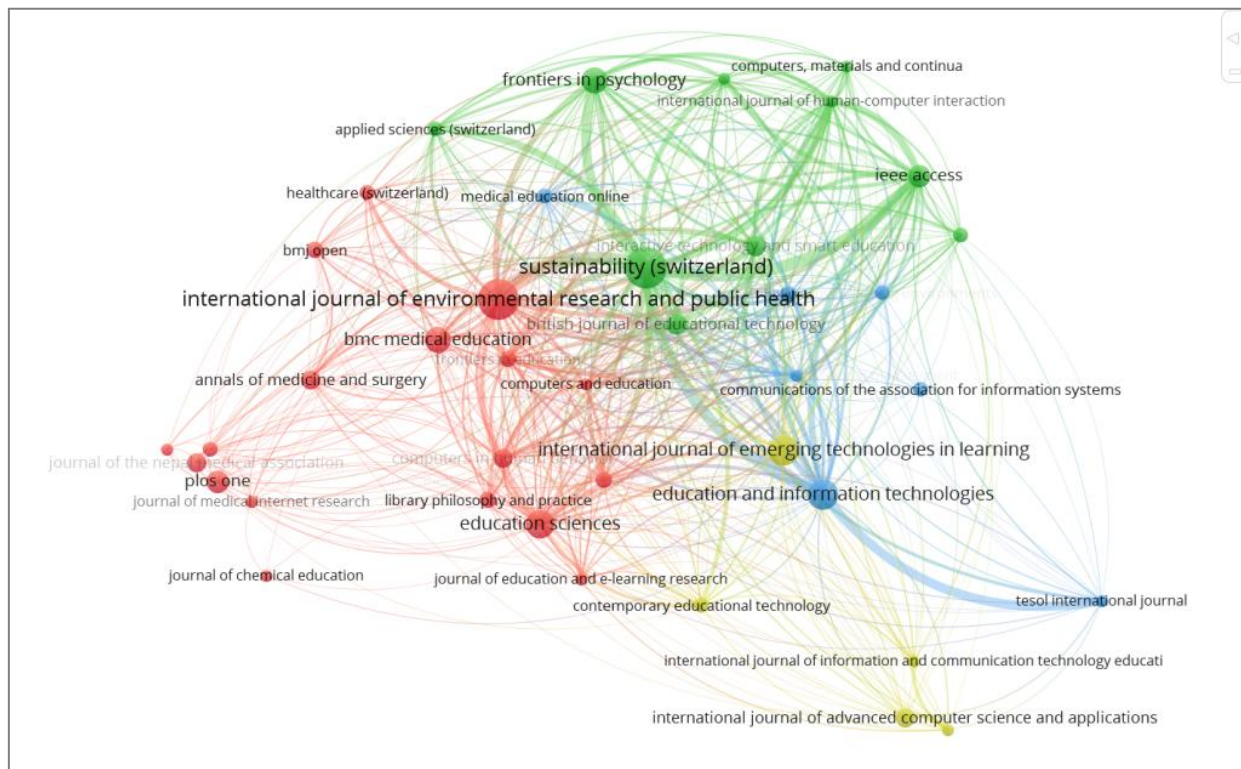 computers, materials and continua
frontiers in psychology
international journal of human-computer interaction
applied sciences (switzerland)
ieee access
healthcare (switzerland)
medical education online
interactive technology and smart education
bmj open
sustainability (switzerland)
international journal of environmental research and public health
british journal of educational technology
bmc medical education
frontiers in education
annals of medicine and surgery
computers and education
communications of the association for information systems
international journal of emerging technologies in learning
computers in human behavior
journal of the nepal medical association
plos one
education and information technologies
journal of medical internet research
library philosophy and practice
education sciences
journal of chemical education
journal of education and e-learning research
contemporary educational technology
tesol international journal
international journal of information and communication technology educati
international journal of advanced computer science and applications